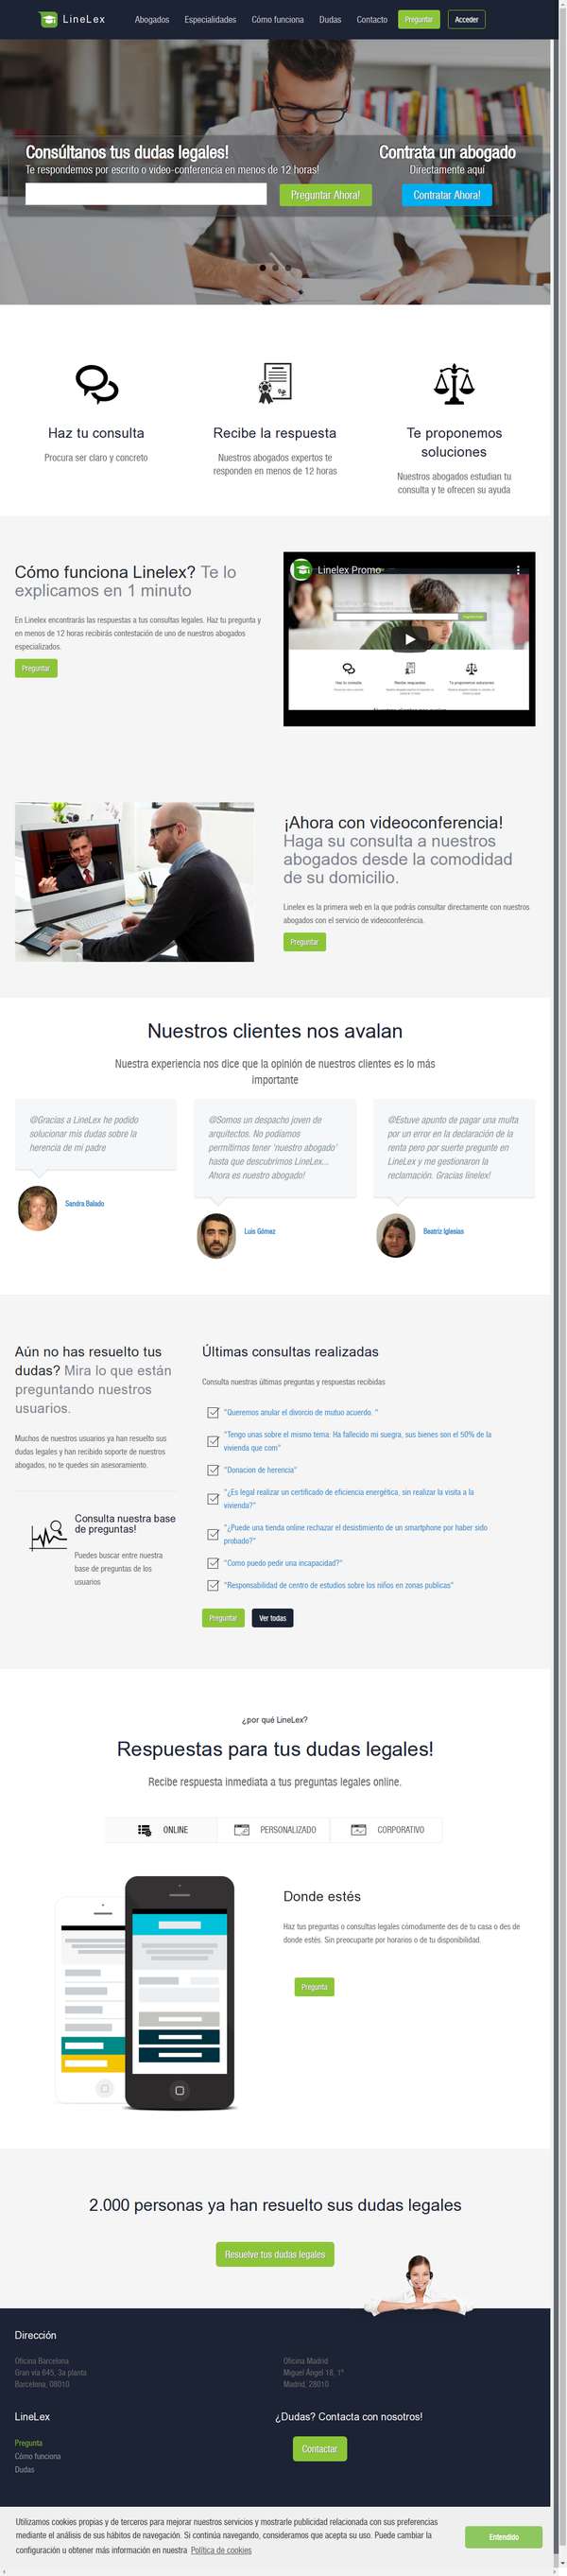 LineLex
Abogados Especialidades Cómo funciona Dudas Contacto Preguntar Acceder
Consúltanos tus dudas legales!
Te respondemos por escrito o video-conferencia en menos de 12 horas!
Preguntar Ahora!
Contrata un abogado
Directamente aquí
Contratar Ahora!
Haz tu consulta
Procura ser claro y concreto
Recibe la respuesta
Nuestros abogados expertos te
responden en menos de 12 horas
Te proponemos
soluciones
Nuestros abogados estudian tu
consulta y te ofrecen su ayuda
Cómo funciona Linelex? Te lo
explicamos en 1 minuto
En Linelex encontrarás las respuestas a tus consultas legales. Haz tu pregunta y
en menos de 12 horas recibirás contestación de uno de nuestros abogados
especializados.
Preguntar
Linelex Promo
¡Ahora con videoconferencia!
Haga su consulta a nuestros
abogados desde la comodidad
de su domicilio.
Linelex es la primera web en la que podrás consultar directamente con nuestros
abogados con el servicio de videoconferència.
Preguntar
Nuestros clientes nos avalan
Nuestra experiencia nos dice que la opinión de nuestros clientes es lo más
importante
@Gracias a LineLex he podido
solucionar mis dudas sobre la
herencia de mi padre
Sandra Balado
@Somos un despacho joven de
arquitectos. No podíamos
permitirnos tener 'nuestro abogado'
hasta que descubrimos LineLex...
Ahora es nuestro abogado!
Luis Gómez
@Estuve apunto de pagar una multa
por un error en la declaración de la
renta pero por suerte pregunté en
LineLex y me gestionaron la
reclamación. Gracias linelex!
Beatriz Iglesias
Aún no has resuelto tus
dudas? Mira lo que están
preguntando nuestros
usuarios.
Muchos de nuestros usuarios ya han resuelto sus
dudas legales y han recibido soporte de nuestros
abogados, no te quedes sin asesoramiento.
Consulta nuestra base
de preguntas!
Puedes buscar entre nuestra
base de preguntas de los
usuarios
Últimas consultas realizadas
Consulta nuestras últimas preguntas y respuestas recibidas
"Queremos anular el divorcio de mutuo acuerdo. "
"Tengo unas sobre el mismo tema: Ha fallecido mi suegra, sus bienes son el 50% de la
vivienda que com"
"Donacion de herencia"
"¿Es legal realizar un certificado de eficiencia energética, sin realizar la visita a la
vivienda?"
"¿Puede una tienda online rechazar el desistimiento de un smartphone por haber sido
probado?"
"Como puedo pedir una incapacidad?"
"Responsabilidad de centro de estudios sobre los niños en zonas publicas"
Preguntar Ver todas
¿por qué LineLex?
Respuestas para tus dudas legales!
Recibe respuesta inmediata a tus preguntas legales online.
ONLINE PERSONALIZADO CORPORATIVO
Donde estés
Haz tus preguntas o consultas legales cómodamente des de tu casa o des de
donde estés. Sin preocuparte por horarios o de tu disponibilidad.
Pregunta
2.000 personas ya han resuelto sus dudas legales
Resuelve tus dudas legales
Dirección
Oficina Barcelona
Gran vía 645, 3a planta
Barcelona, 08010
Oficina Madrid
Miguel Ángel 18, 1º
Madrid, 28010
LineLex
Pregunta
Cómo funciona
Dudas
¿Dudas? Contacta con nosotros!
Contactar
Utilizamos cookies propias y de terceros para mejorar nuestros servicios y mostrarle publicidad relacionada con sus preferencias
mediante el análisis de sus hábitos de navegación. Si continúa navegando, consideramos que acepta su uso. Puede cambiar la
configuración u obtener más información en nuestra Política de cookies
Entendido